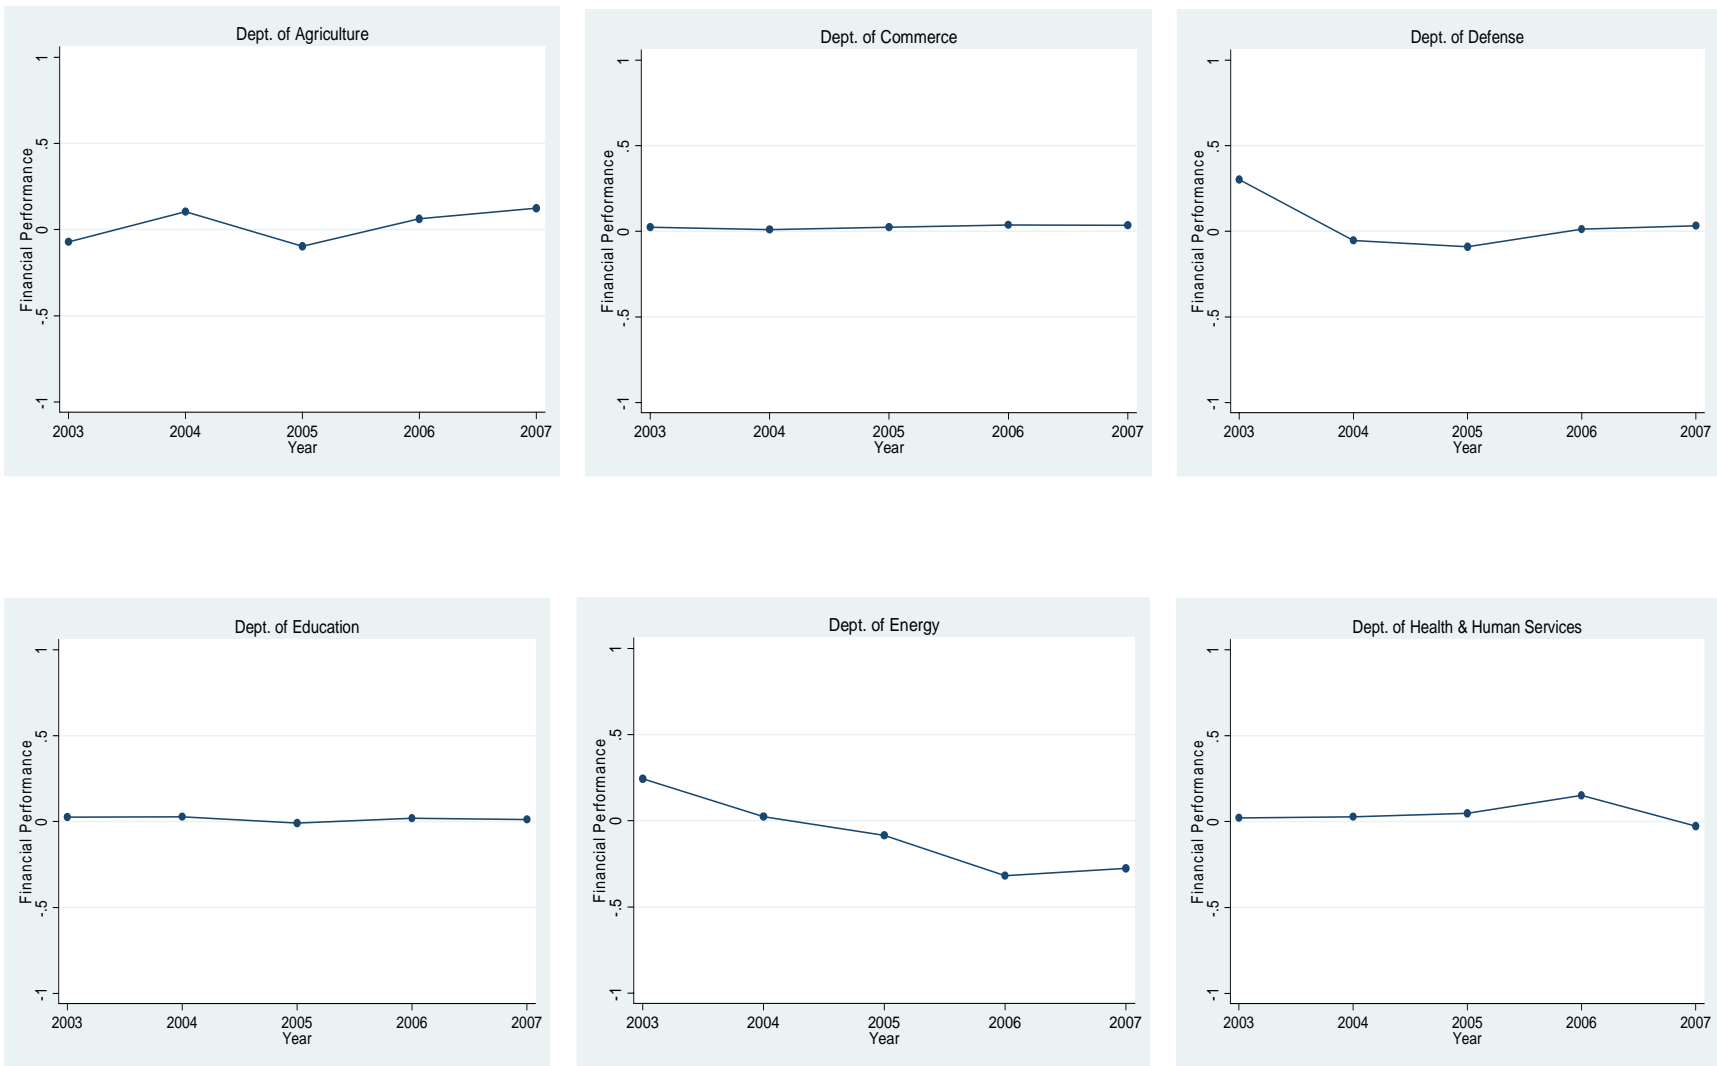 Dept. of Agriculture
Financial Performance
1
.5
0
-.5
-1
2003 2004 2005 2006 2007
Year
Dept. of Commerce
Financial Performance
1
.5
0
-.5
-1
2003 2004 2005 2006 2007
Year
Dept. of Defense
Financial Performance
1
.5
0
-.5
-1
2003 2004 2005 2006 2007
Year
Dept. of Education
Financial Performance
1
.5
0
-.5
-1
2003 2004 2005 2006 2007
Year
Dept. of Energy
Financial Performance
1
.5
0
-.5
-1
2003 2004 2005 2006 2007
Year
Dept. of Health & Human Services
Financial Performance
1
.5
0
-.5
-1
2003 2004 2005 2006 2007
Year